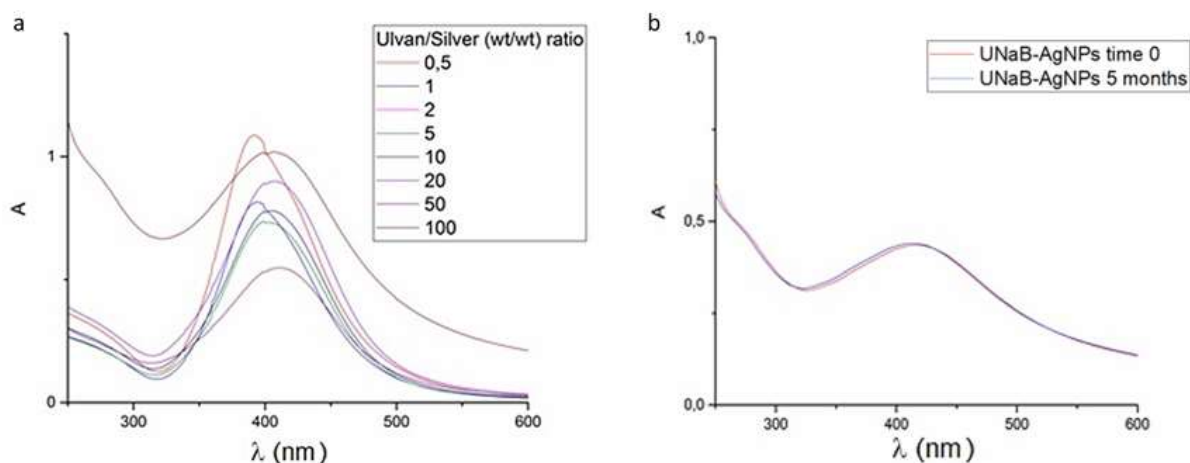 a
Ulvan/Silver (wt/wt) ratio
0,5
1
2
5
10
20
50
100
1
0
A
300
400
500
600
λ (nm)
b
UNaB-AgNPs time 0
UNaB-AgNPs 5 months
1,0
0,5
0,0
A
300
400
500
600
λ (nm)